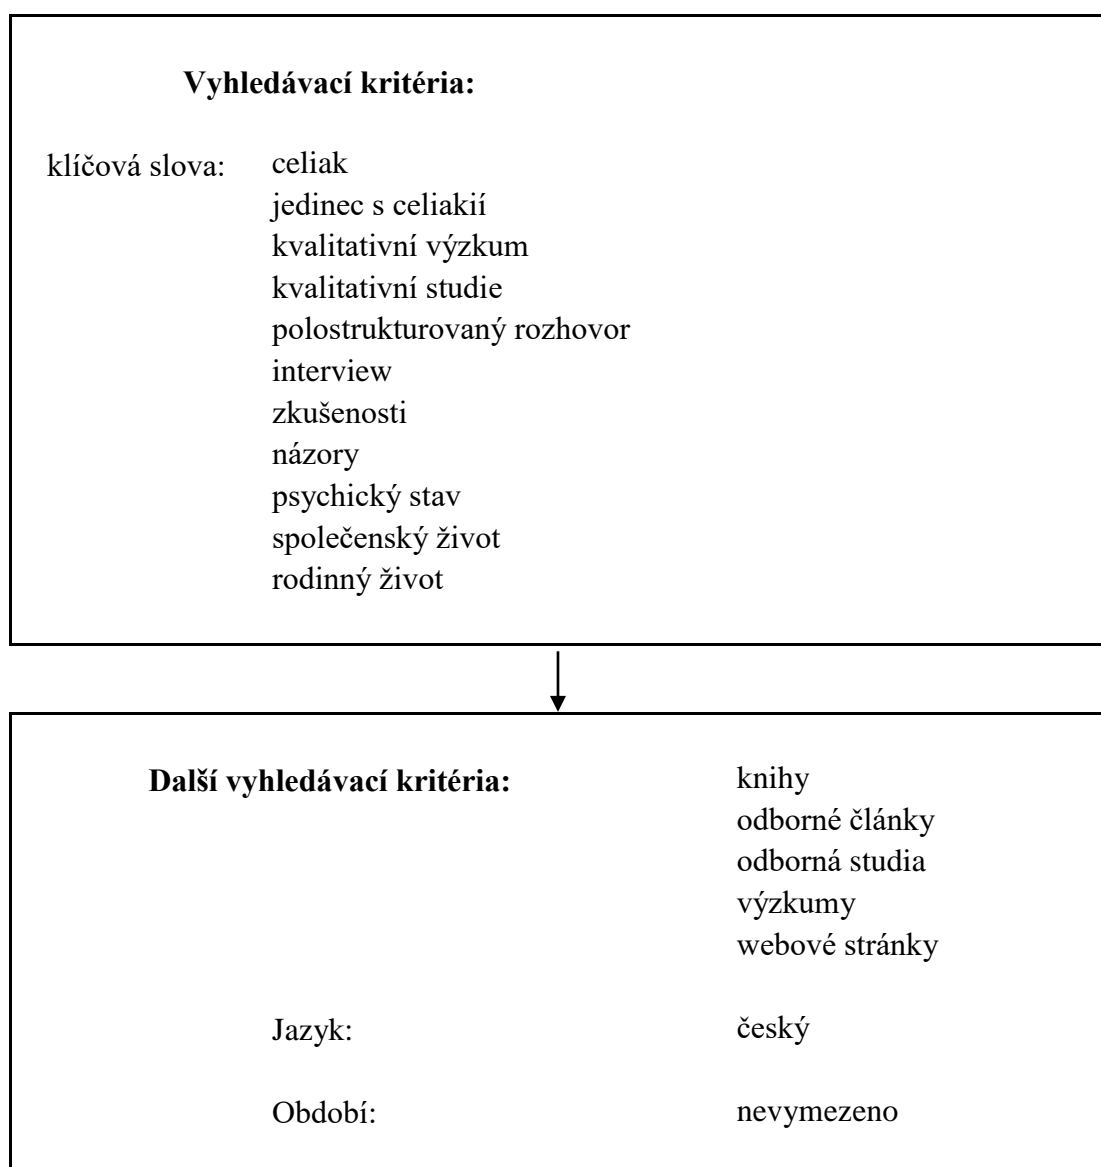 Vyhledávací kritéria:
klíčová slova: celiak
jedinec s celiakií
kvalitativní výzkum
kvalitativní studie
polostrukturovaný rozhovor
interview
zkušenosti
názory
psychický stav
společenský život
rodinný život
Další vyhledávací kritéria: knihy
odborné články
odborná studia
výzkumy
webové stránky
Jazyk: český
Období: nevymezeno